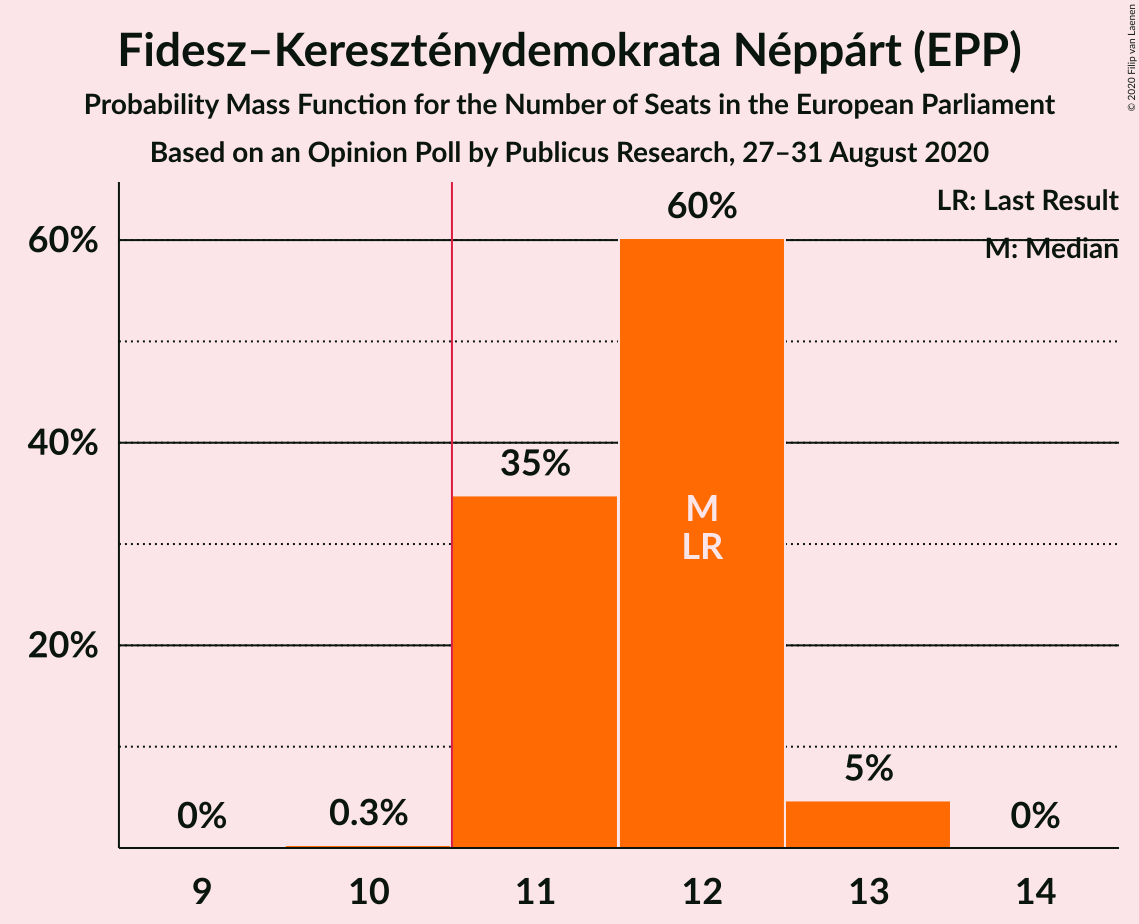 Fidesz–Kereszténydemokrata Néppárt (EPP)
Probability Mass Function for the Number of Seats in the European Parliament
Based on an Opinion Poll by Publicus Research, 27–31 August 2020
© 2020 Filip van Laenen
LR: Last Result
M: Median
60%
40%
20%
0%
0.3%
35%
60%
M
LR
5%
0%
9
10
11
12
13
14